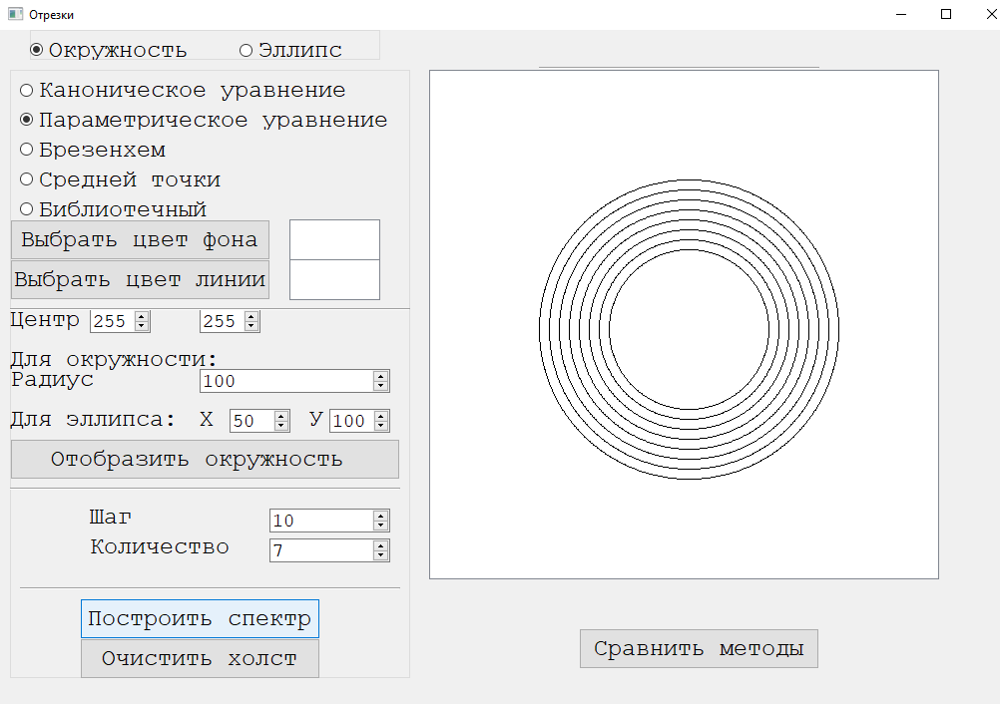 Отрезки
Окружность Эллипс
Каноническое уравнение
Параметрическое уравнение
Брезенхем
Средней точки
Библиотечный
Выбрать цвет фона
Выбрать цвет линии
Центр 255 255
Для окружности:
Радиус 100
Для эллипса: X 50 У 100
Отобразить окружность
Шаг 10
Количество 7
Построить спектр
Очистить холст
Сравнить методы